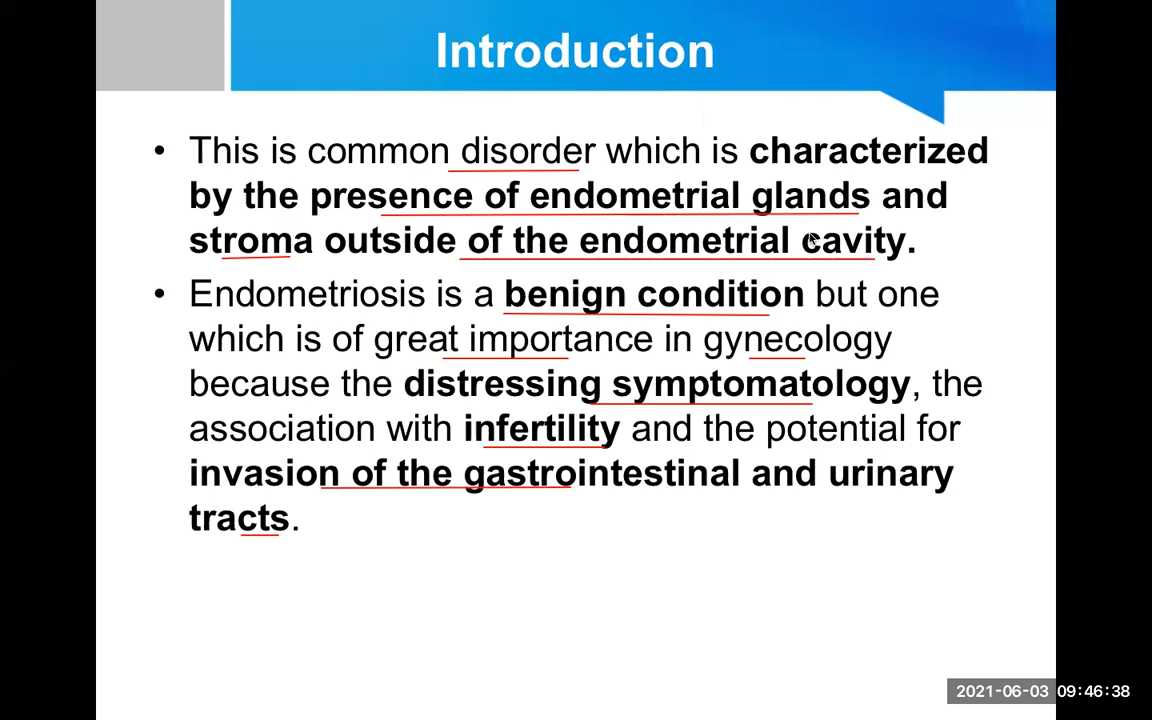 Introduction
• This is common disorder which is characterized
by the presence of endometrial glands and
stroma outside of the endometrial cavity.
• Endometriosis is a benign condition but one
which is of great importance in gynecology
because the distressing symptomatology, the
association with infertility and the potential for
invasion of the gastrointestinal and urinary
tracts.
2021-06-03 09:46:38